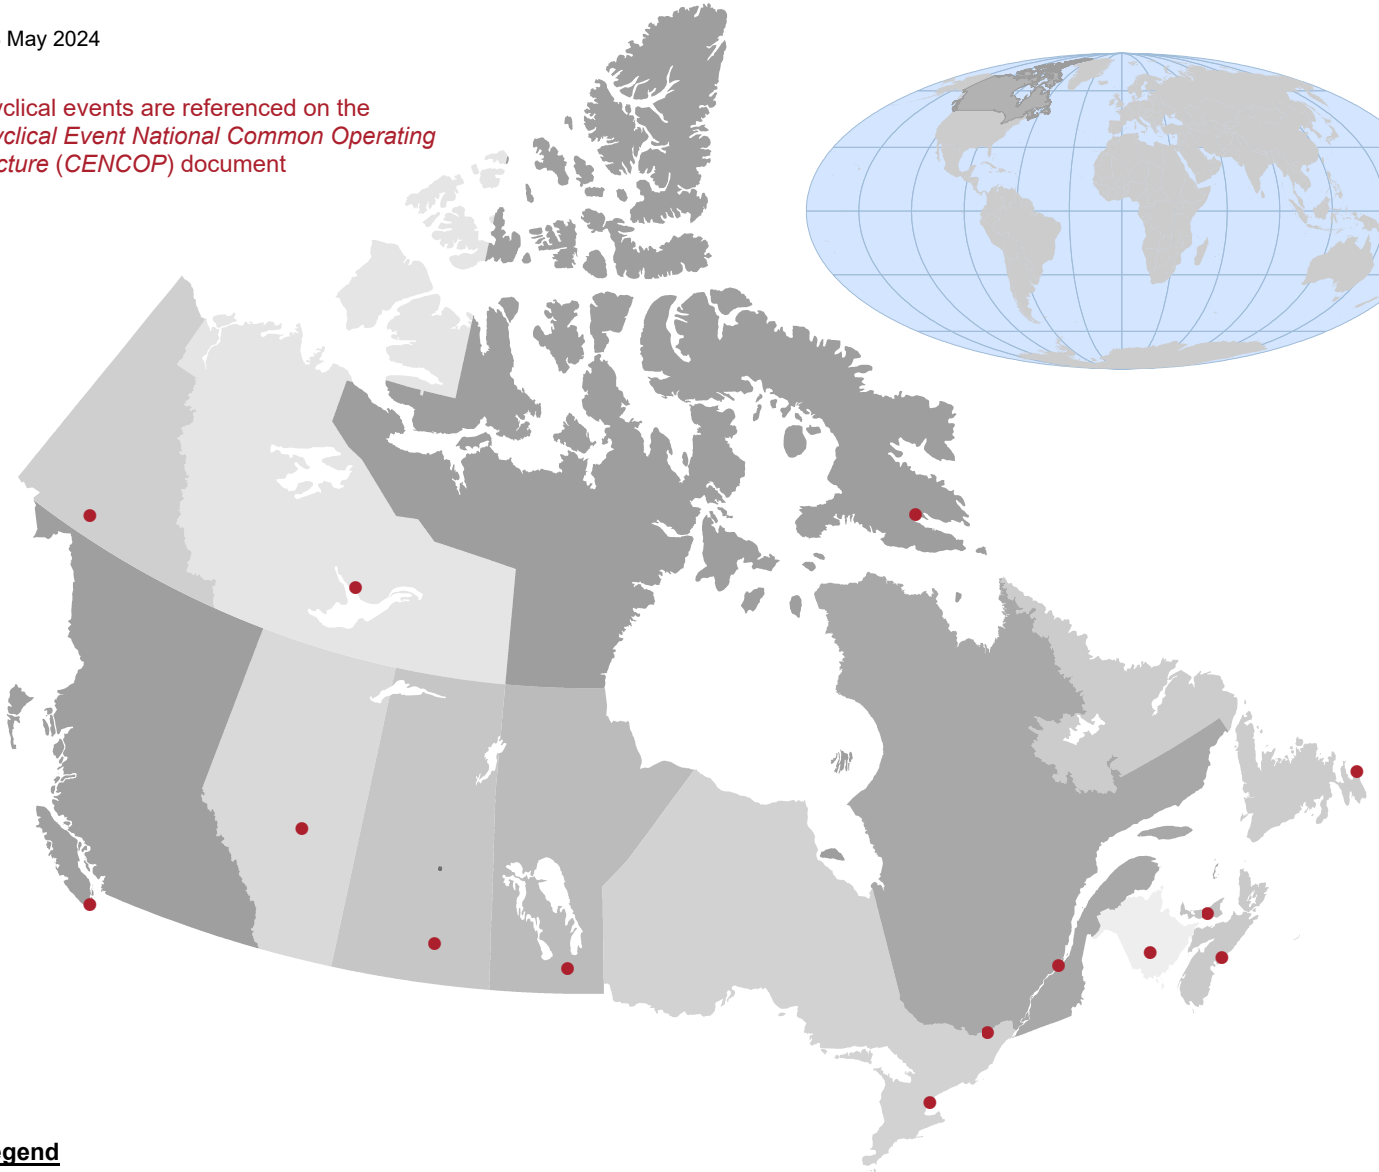 May 2024
yclical events are referenced on the
yclical Event National Common Operating
cture (CENCOP) document
egend